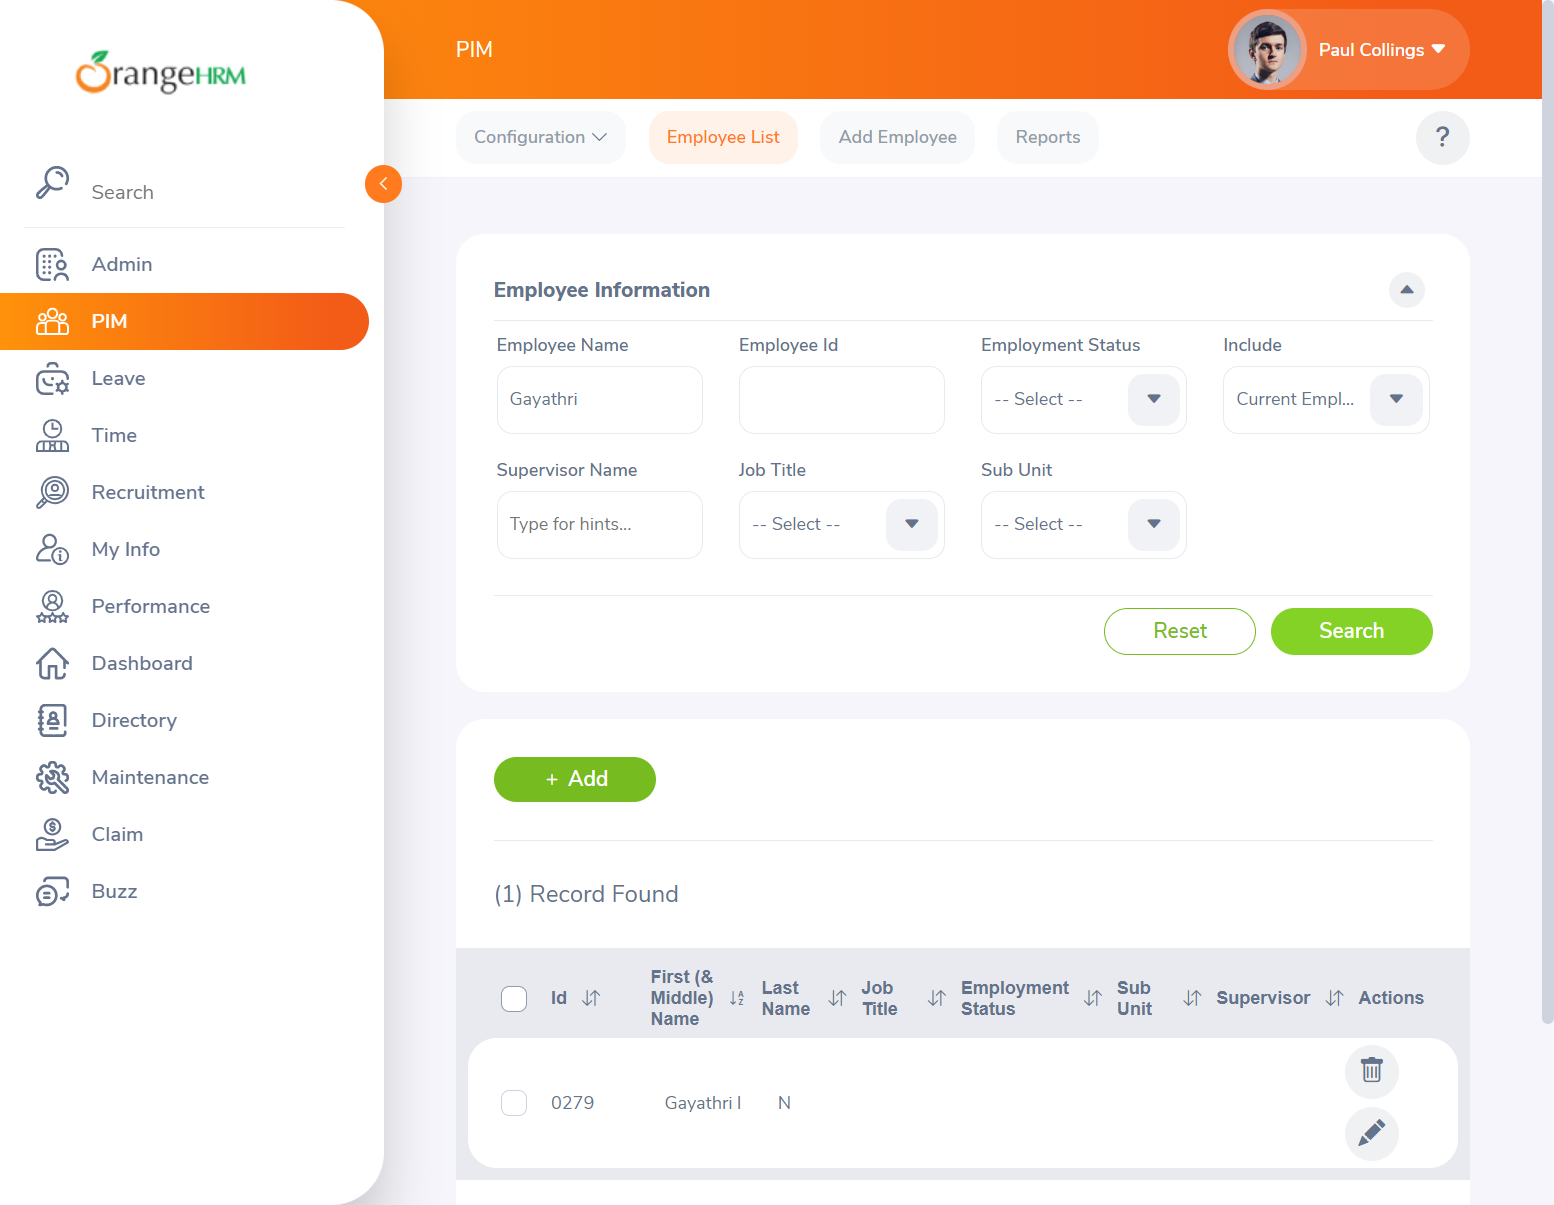 OrangeHRM
PIM
Paul Collings
Configuration
Employee List
Add Employee
Reports
?
Search
Admin
PIM
Leave
Time
Recruitment
My Info
Performance
Dashboard
Directory
Maintenance
Claim
Buzz
Employee Information
Employee Name
Employee Id
Employment Status
Include
Gayathri
-- Select --
Current Empl...
Supervisor Name
Job Title
Sub Unit
Type for hints...
-- Select --
-- Select --
Reset
Search
+ Add
(1) Record Found
Id
First (& Middle) Name
Last Name
Job Title
Employment Status
Sub Unit
Supervisor
Actions
0279
Gayathri I
N